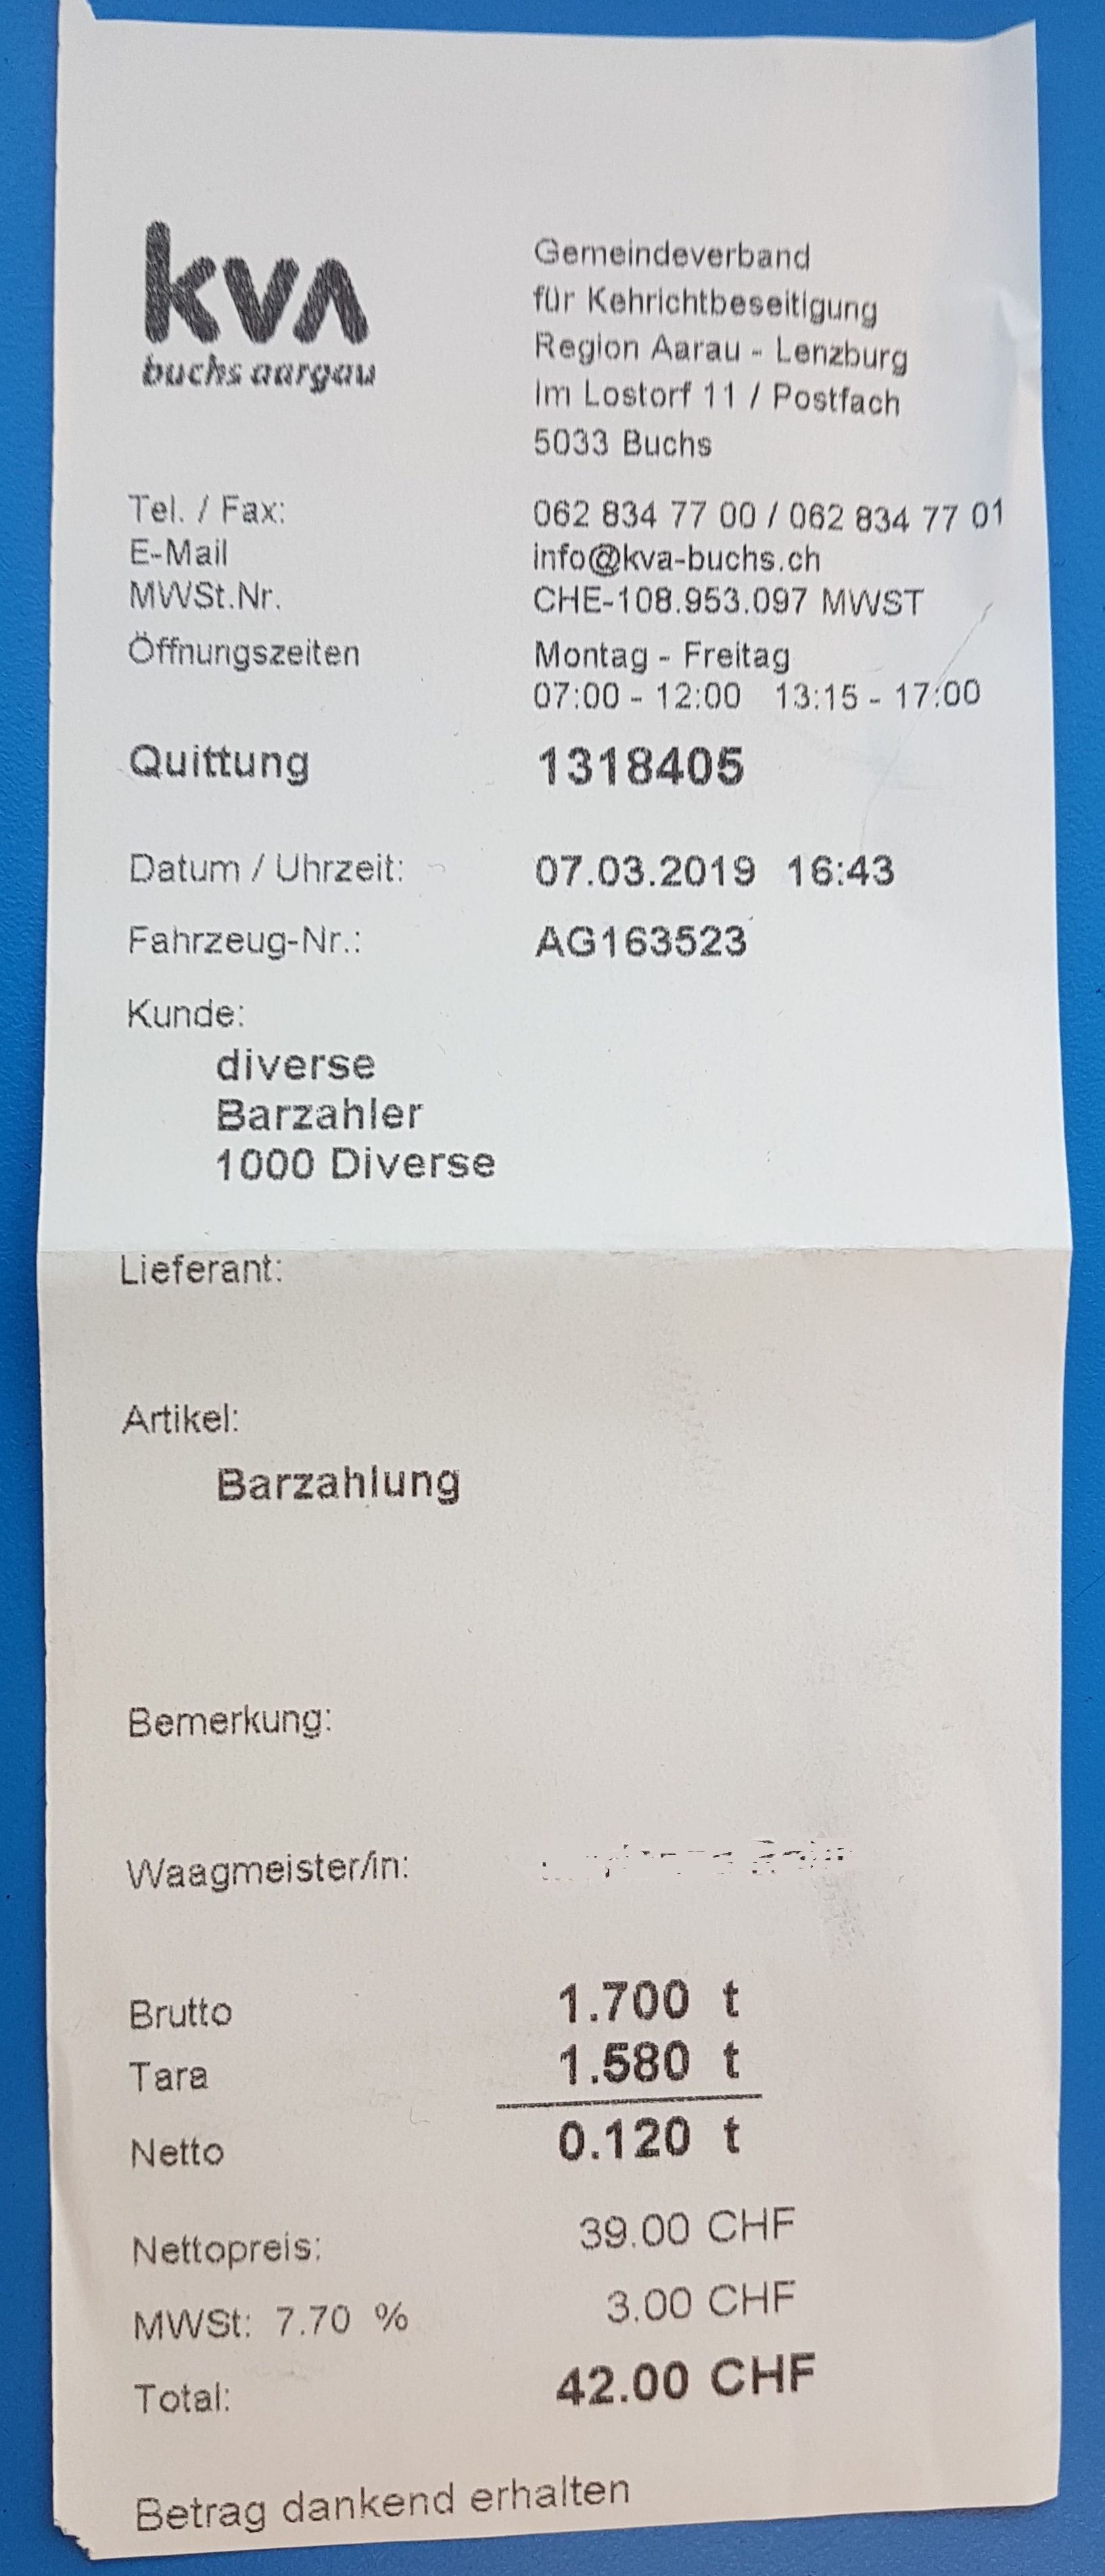 kva
buchs aargau
Gemeindeverband
für Kehrichtbeseitigung
Region Aarau - Lenzburg
Im Lostorf 11 / Postfach
5033 Buchs
Tel. / Fax: 062 834 77 00 / 062 834 77 01
E-Mail info@kva-buchs.ch
MWSt.Nr. CHE-108.953.097 MWST
Öffnungszeiten Montag - Freitag
07:00 - 12:00 13:15 - 17:00
Quittung 1318405
Datum / Uhrzeit: 07.03.2019 16:43
Fahrzeug-Nr.: AG163523
Kunde:
diverse
Barzahler
1000 Diverse
Lieferant:
Artikel:
Barzahlung
Bemerkung:
Waagmeister/in:
Brutto 1.700 t
Tara 1.580 t
Netto 0.120 t
Nettopreis: 39.00 CHF
MWSt: 7.70 % 3.00 CHF
Total: 42.00 CHF
Betrag dankend erhalten